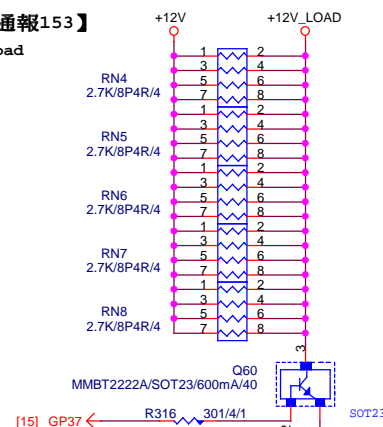 通報153】
+12V
+12V_LOAD
oad
1 2
3 4
RN4
5 6
2.7K/8P4R/4
7 8
1 2
3 4
RN5
5 6
2.7K/8P4R/4
7 8
1 2
3 4
RN6
5 6
2.7K/8P4R/4
7 8
1 2
3 4
RN7
5 6
2.7K/8P4R/4
7 8
1 2
3 4
RN8
5 6
2.7K/8P4R/4
7 8
3
Q60
MMBT2222A/SOT23/600mA/40
SOT23
R316 301/4/1
[15] GP37